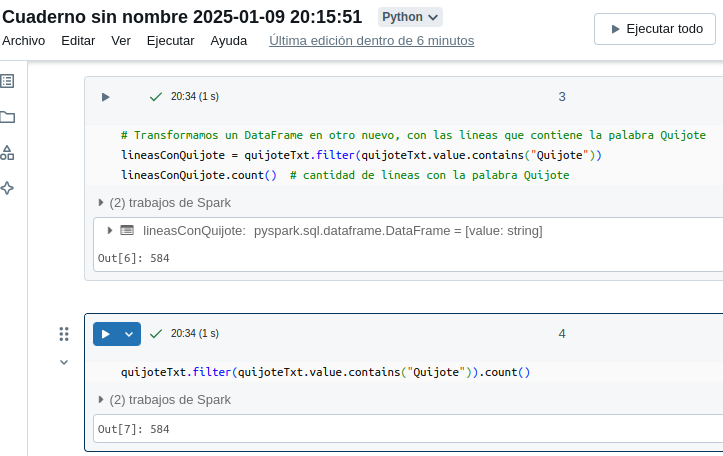 Cuaderno sin nombre 2025-01-09 20:15:51 Python
Archivo Editar Ver Ejecutar Ayuda Última edición dentro de 6 minutos
Ejecutar todo
20:34 (1 s) 3
# Transformamos un DataFrame en otro nuevo, con las lineas que contiene la palabra Quijote
lineasConQuijote = quijoteTxt.filter(quijoteTxt.value.contains("Quijote"))
lineasConQuijote.count() # cantidad de lineas con la palabra Quijote
(2) trabajos de Spark
lineasConQuijote: pyspark.sql.dataframe.DataFrame = [value: string]
Out[6]: 584
20:34 (1 s) 4
quijoteTxt.filter(quijoteTxt.value.contains("Quijote")).count()
(2) trabajos de Spark
Out[7]: 584